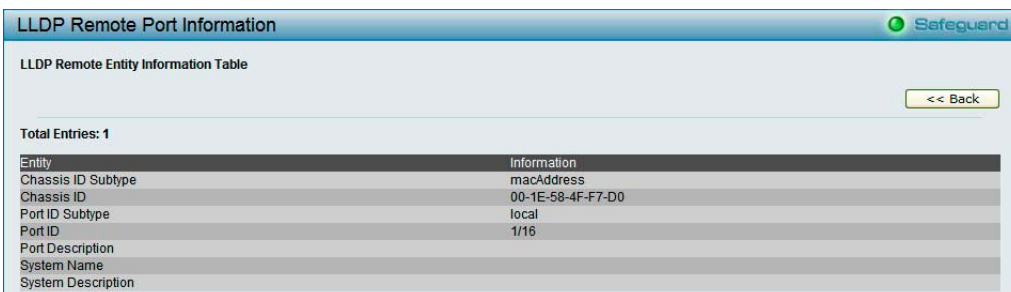 LLDP Remote Port Information
Safeguard
LLDP Remote Entity Information Table
<< Back
Total Entries: 1
Entity Information
Chassis ID Subtype macAddress
Chassis ID 00-1E-58-4F-F7-D0
Port ID Subtype local
Port ID 1/16
Port Description
System Name
System Description